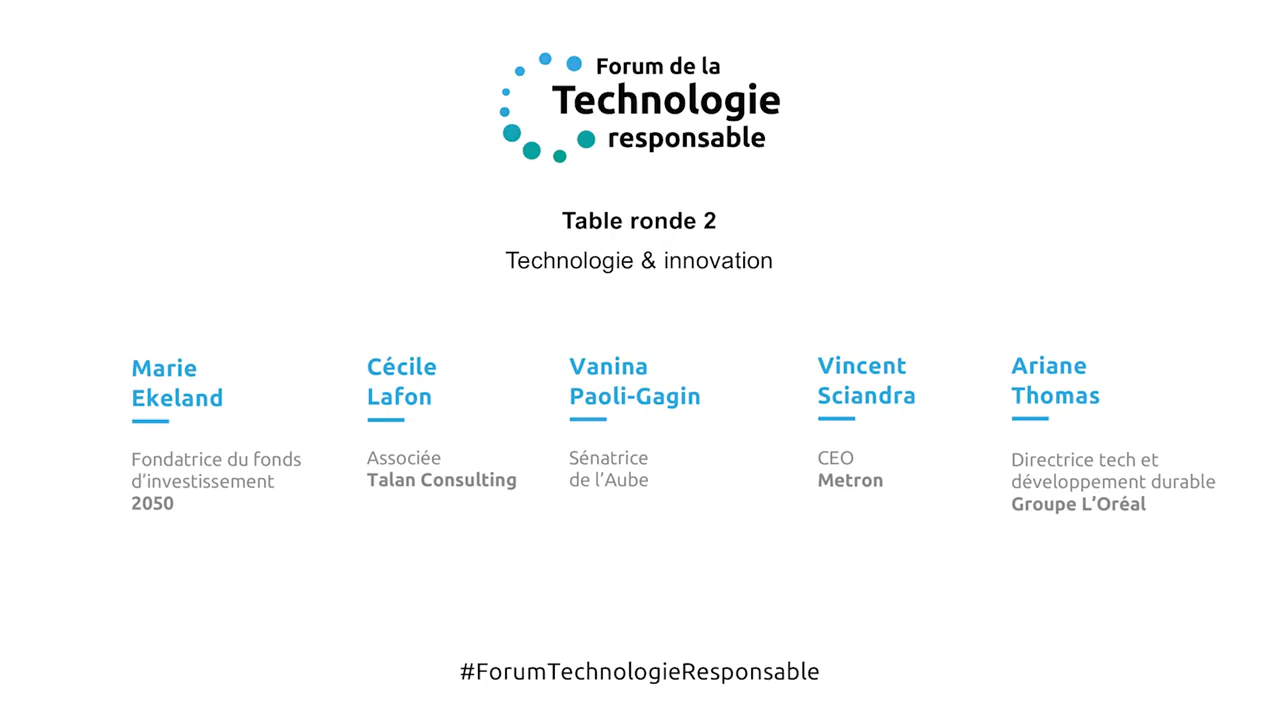 Forum de la
Technologie
responsable
Table ronde 2
Technologie & innovation
Marie
Ekeland
Fondatrice du fonds
d’investissement
2050
Cécile
Lafon
Associée
Talan Consulting
Vanina
Paoli-Gagin
Sénatrice
de l’Aube
Vincent
Sciandra
CEO
Metron
Ariane
Thomas
Directrice tech et
développement durable
Groupe L’Oréal
#ForumTechnologieResponsable